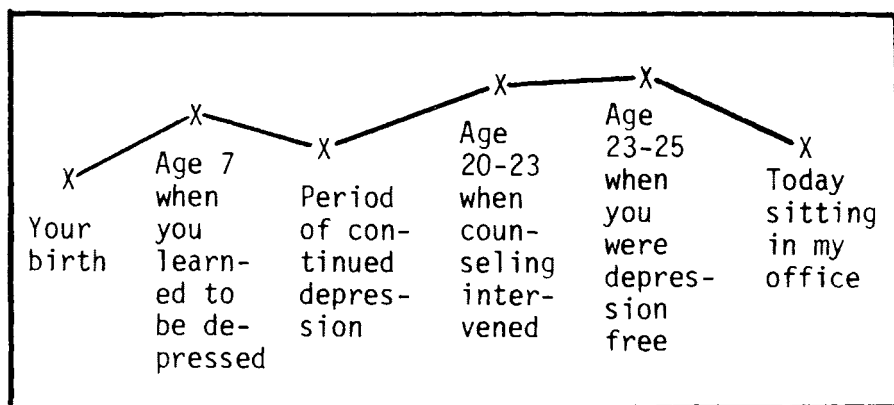 Your
birth
Age 7
when
you
learn-
ed to
be de-
pressed
Period
of con-
tinued
depres-
sion
Age
20-23
when
coun-
seling
inter-
vened
Age
23-25
when
you
were
depres-
sion
free
Today
sitting
in my
office